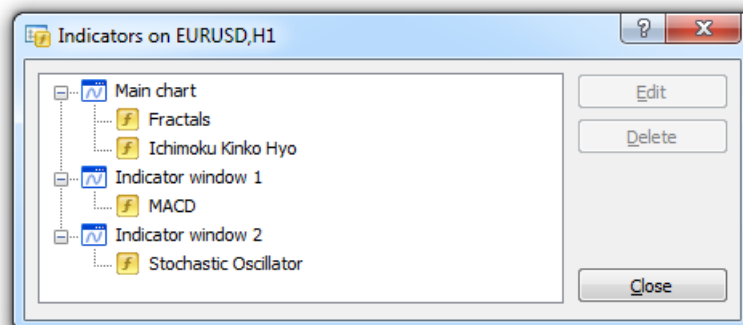 Indicators on EURUSD,H1
Main chart
Fractals
Ichimoku Kinko Hyo
Indicator window 1
MACD
Indicator window 2
Stochastic Oscillator
Edit
Delete
Close